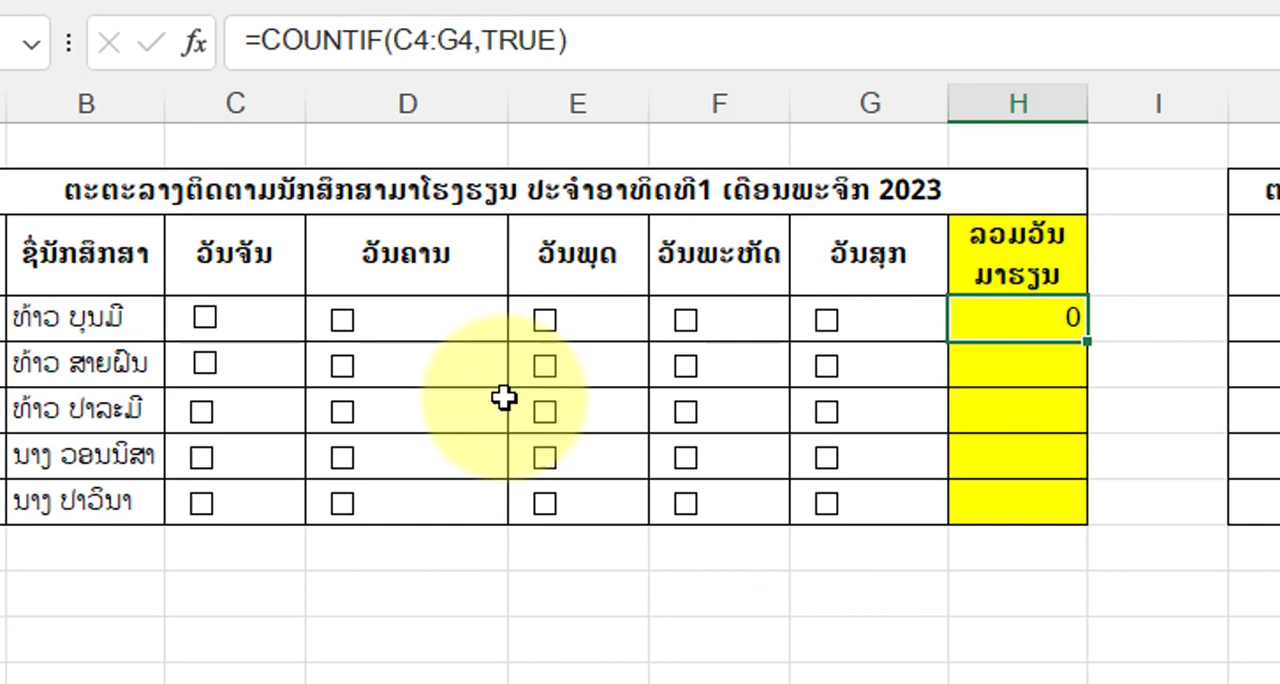 fx =COUNTIF(C4:G4,TRUE)
B C D E F G H I
ຕະຕະລາງຕິດຕາມນັກສຶກສາມາໂຮງຮຽນ ປະຈຳອາທິດທີ1 ເດືອນພະຈິກ 2023
ຕ
ຊື່ນັກສຶກສາ ວັນຈັນ ວັນຄານ ວັນພຸດ ວັນພະຫັດ ວັນສຸກ ລວມວັນ
ມາຮຽນ
ທ້າວ ບຸນມີ 0
ທ້າວ ສາຍຝົນ
ທ້າວ ປາລະມີ
ນາງ ວອນນິສາ
ນາງ ປາວິນາ